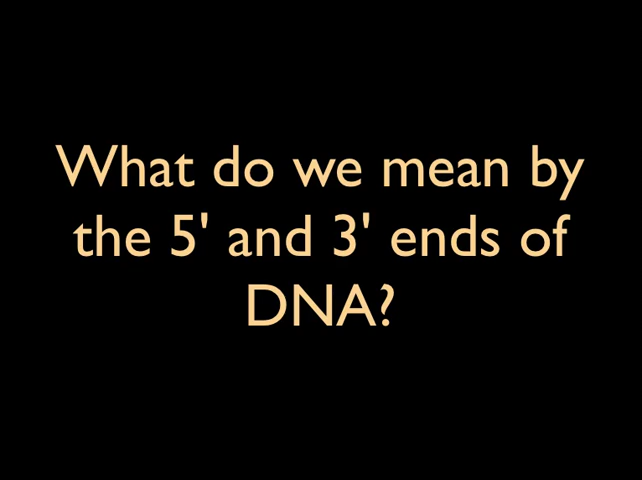 What do we mean by
the 5' and 3' ends of
DNA?